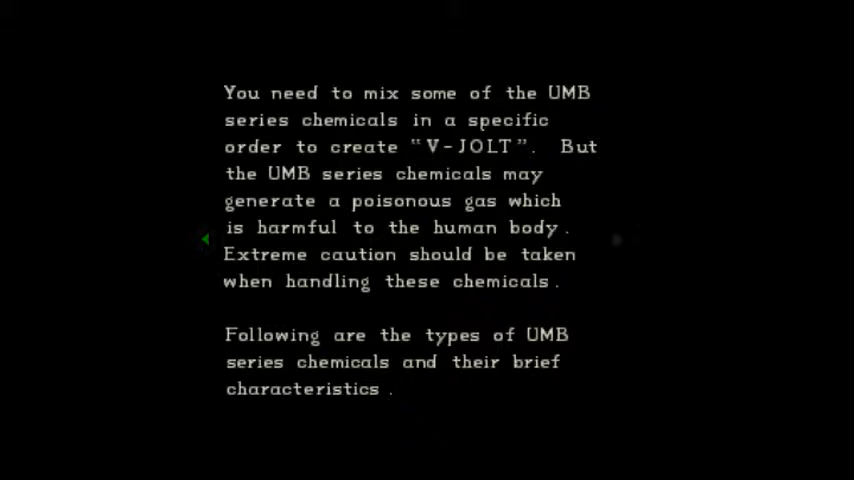 You need to mix some of the UMB
series chemicals in a specific
order to create "V-JOLT". But
the UMB series chemicals may
generate a poisonous gas which
is harmful to the human body.
Extreme caution should be taken
when handling these chemicals.
Following are the types of UMB
series chemicals and their brief
characteristics.